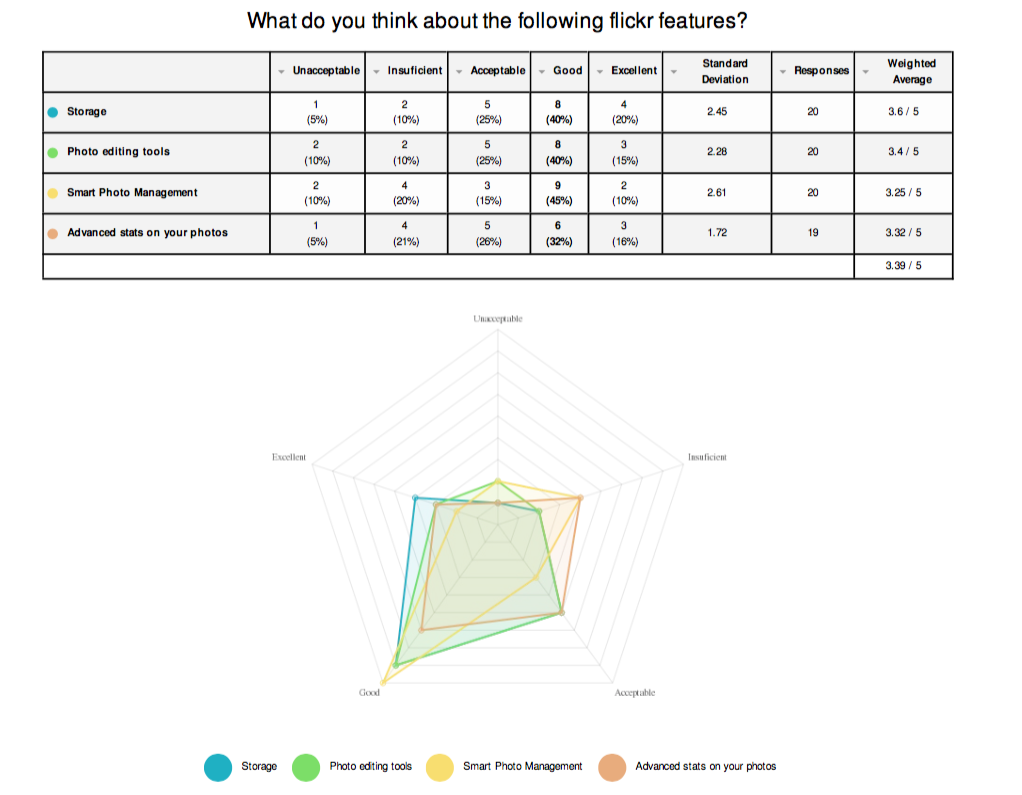 What do you think about the following flickr features?
Unacceptable Insuficient Acceptable Good Excellent Standard Deviation Responses Weighted Average
Storage 1 (5%) 2 (10%) 5 (25%) 8 (40%) 4 (20%) 2.45 20 3.6 / 5
Photo editing tools 2 (10%) 2 (10%) 5 (25%) 8 (40%) 3 (15%) 2.28 20 3.4 / 5
Smart Photo Management 2 (10%) 4 (20%) 3 (15%) 9 (45%) 2 (10%) 2.61 20 3.25 / 5
Advanced stats on your photos 1 (5%) 4 (21%) 5 (26%) 6 (32%) 3 (16%) 1.72 19 3.32 / 5
3.39 / 5
Unacceptable
Excellent Insuficient
Good Acceptable
Storage Photo editing tools Smart Photo Management Advanced stats on your photos